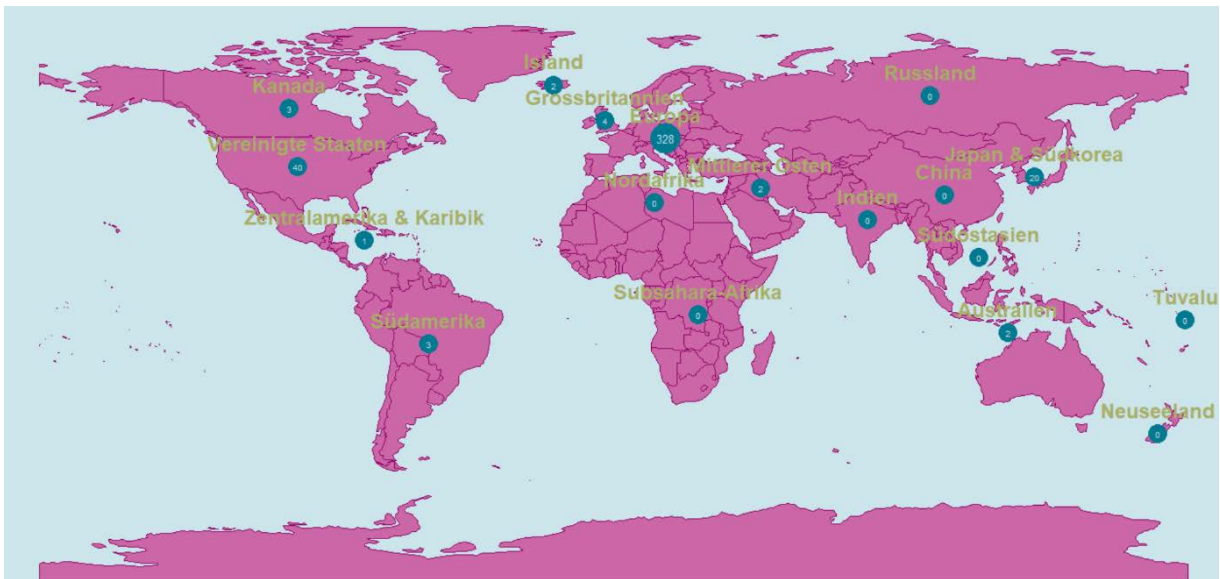 Island
2
Russland
0
Kanada
3
Grossbritannien
4
Europa
328
Vereinigte Staaten
40
Japan & Südkorea
20
Mittlerer Osten
2
China
0
Nordafrika
0
Indien
0
Zentralamerika & Karibik
1
Südostasien
0
Subsahara-Afrika
0
Tuvalu
0
Australien
2
Südamerika
3
Neuseeland
0